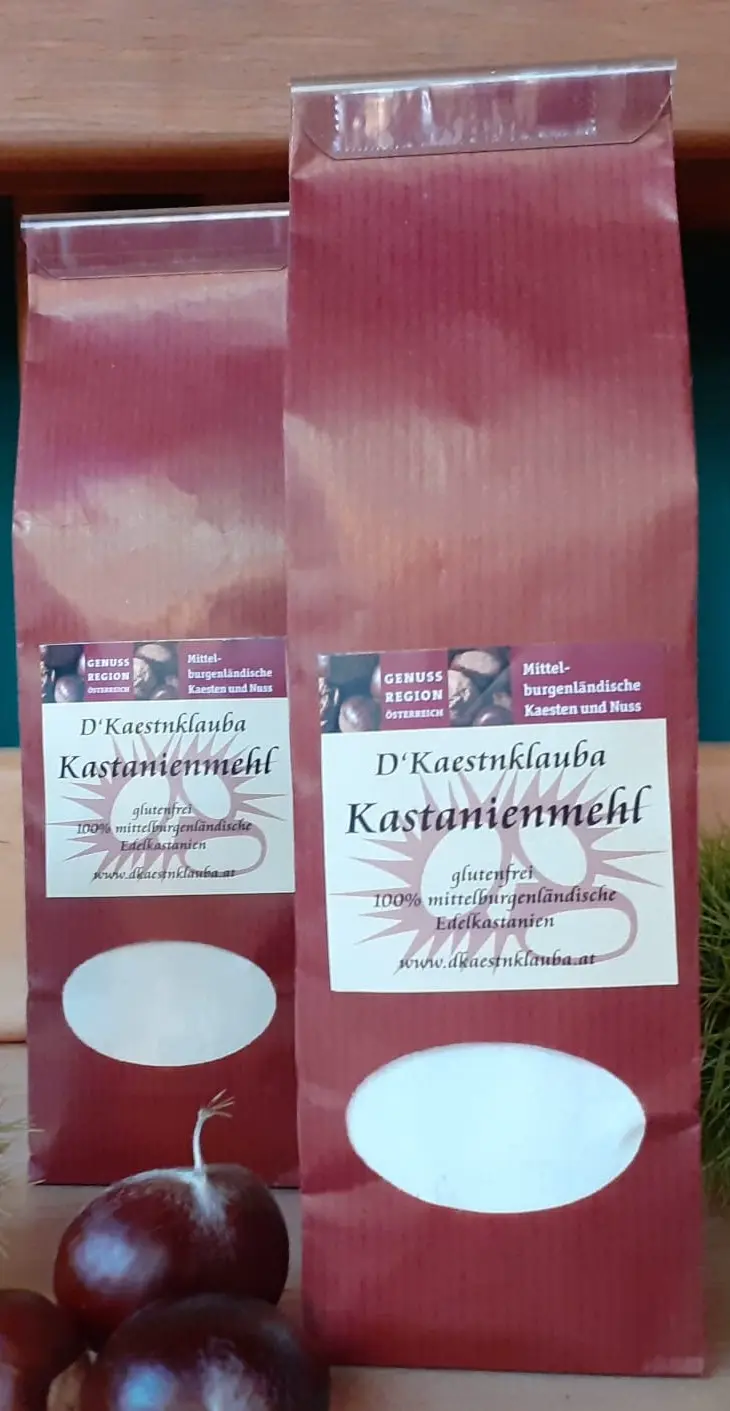 GENUSS
REGION
ÖSTERREICH
Mittel-
burgenländische
Kaesten und Nuss
D'Kaestnklauba
Kastanienmehl
glutenfrei
100% mittelburgenländische
Edelkastanien
www.dkaestnklauba.at
GENUSS
REGION
ÖSTERREICH
Mittel-
burgenländische
Kaesten und Nuss
D'Kaestnklauba
Kastanienmehl
glutenfrei
100% mittelburgenländische
Edelkastanien
www.dkaestnklauba.at